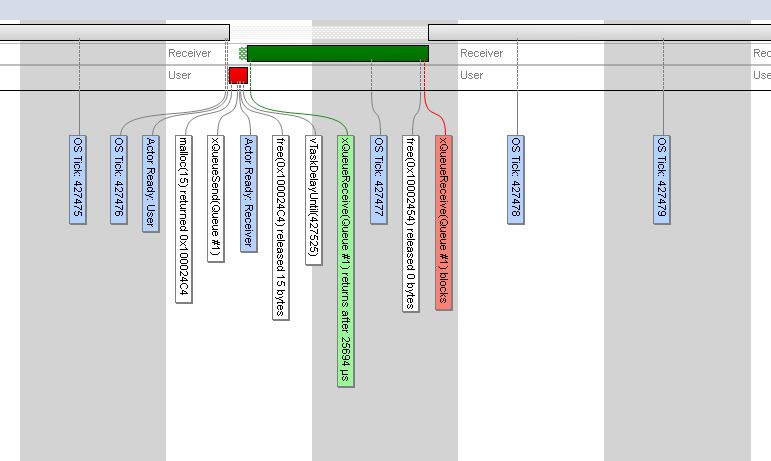 Receiver
Receiver
Rec
User
User
Rec
OS Tick: 427475
OS Tick: 427476
Actor Ready: User
malloc(15) returned 0x100024C4
xQueueSend(Queue #1)
Actor Ready: Receiver
free(0x100024C4) released 15 bytes
vTaskDelayUntil(427525)
xQueueReceive(Queue #1) returns after 25694 µs
OS Tick: 427477
free(0x10002454) released 0 bytes
xQueueReceive(Queue #1) blocks
OS Tick: 427478
OS Tick: 427479